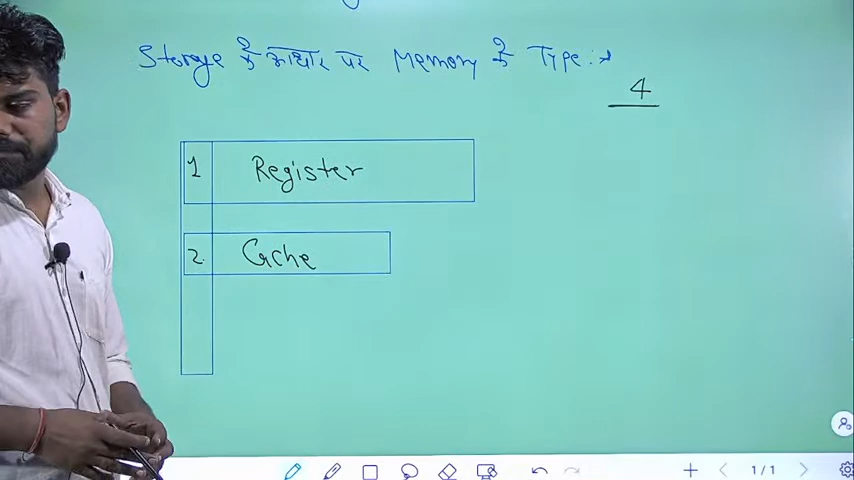 Storage के आधार पर Memory के Type :→
4
1 Register
2. Cache
1/1